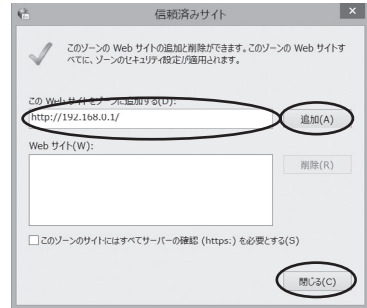 信頼済みサイト
×
このゾーンの Web サイトの追加と削除ができます。このゾーンの Web サイトす
べてに、ゾーンのセキュリティ設定が適用されます。
この Web サイトをゾーンに追加する(D):
http://192.168.0.1/
追加(A)
Web サイト(W):
削除(R)
このゾーンのサイトにはすべてサーバーの確認 (https:) を必要とする(S)
閉じる(C)